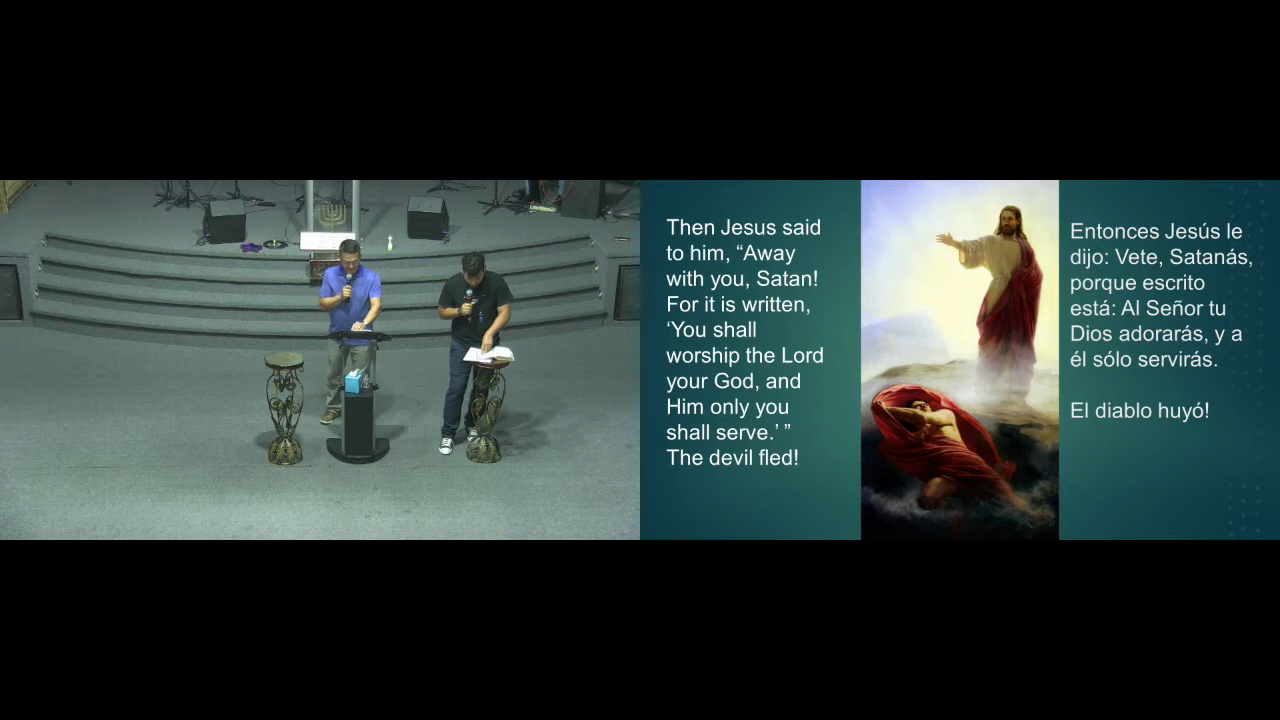 Then Jesus said
to him, “Away
with you, Satan!
For it is written,
‘You shall
worship the Lord
your God, and
Him only you
shall serve.’ ”
The devil fled!
Entonces Jesús le
dijo: Vete, Satanás,
porque escrito
está: Al Señor tu
Dios adorarás, y a
él sólo servirás.
El diablo huyó!